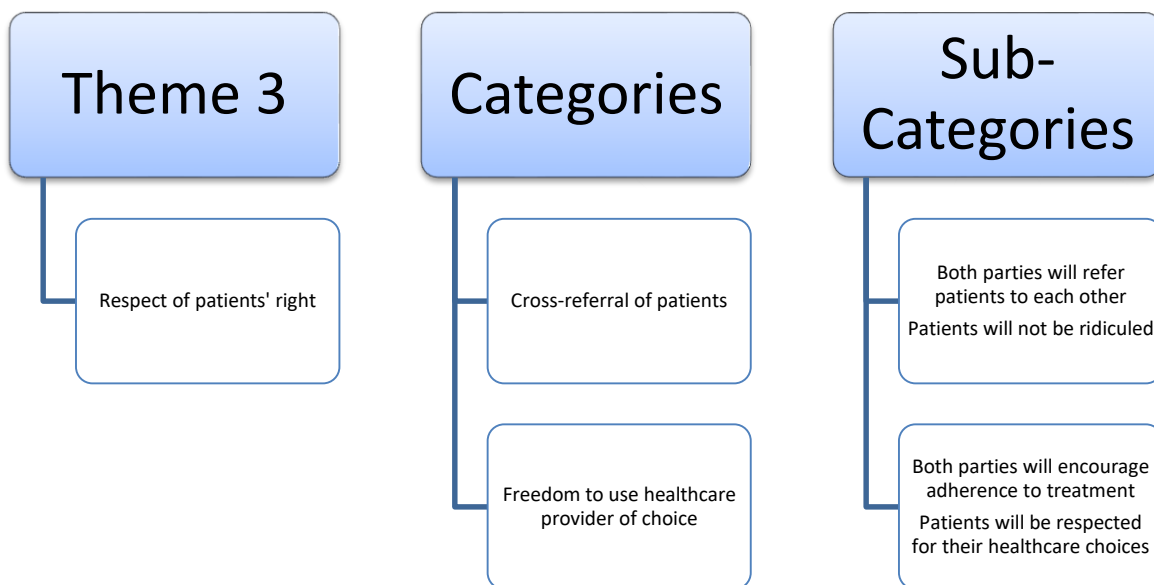 Theme 3
Respect of patients' right
Categories
Cross-referral of patients
Freedom to use healthcare
provider of choice
Sub-
Categories
Both parties will refer
patients to each other
Patients will not be ridiculed
Both parties will encourage
adherence to treatment
Patients will be respected
for their healthcare choices